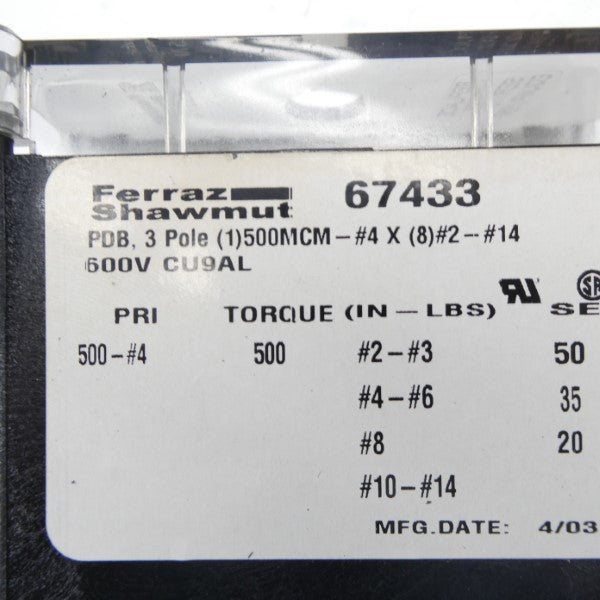 Ferraz
Shawmut 67433
PDB, 3 Pole (1)500MCM-#4 X (8)#2-#14
600V CU9AL
PRI TORQUE (IN-LBS) SE
500-#4 500 #2-#3 50
#4-#6 35
#8 20
#10-#14
MFG.DATE: 4/03